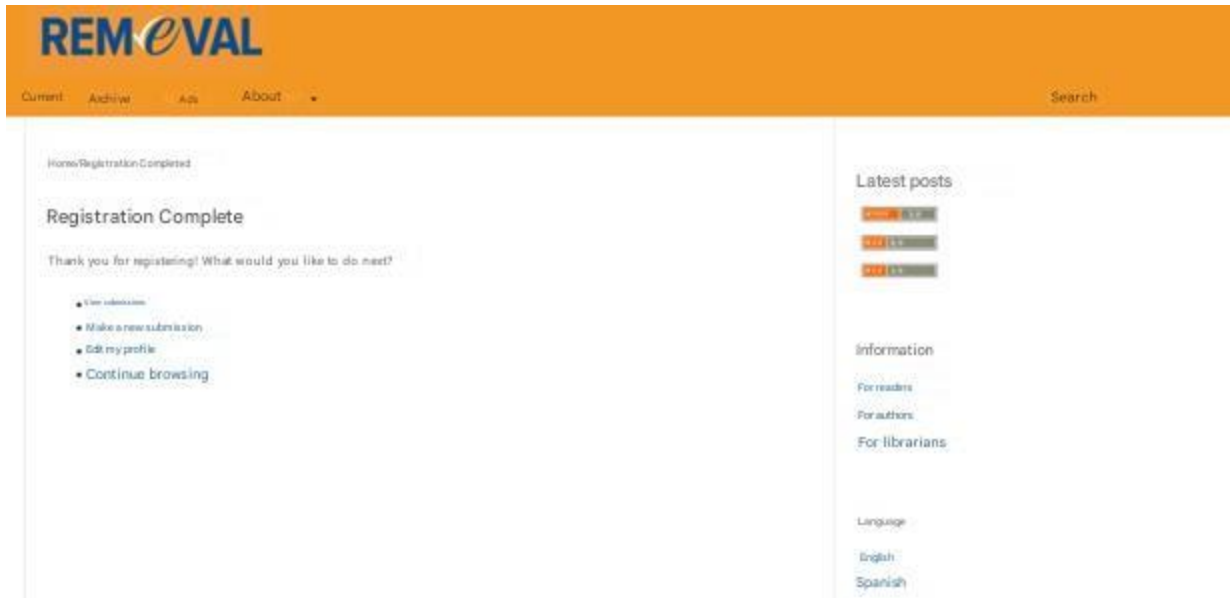 REMeVAL
Current Archive Ads About
Search
Home/Registration Completed
Registration Complete
Thank you for registering! What would you like to do next?
View submissions
Make a new submission
Edit my profile
Continue browsing
Latest posts
Information
For readers
For authors
For librarians
Language
English
Spanish